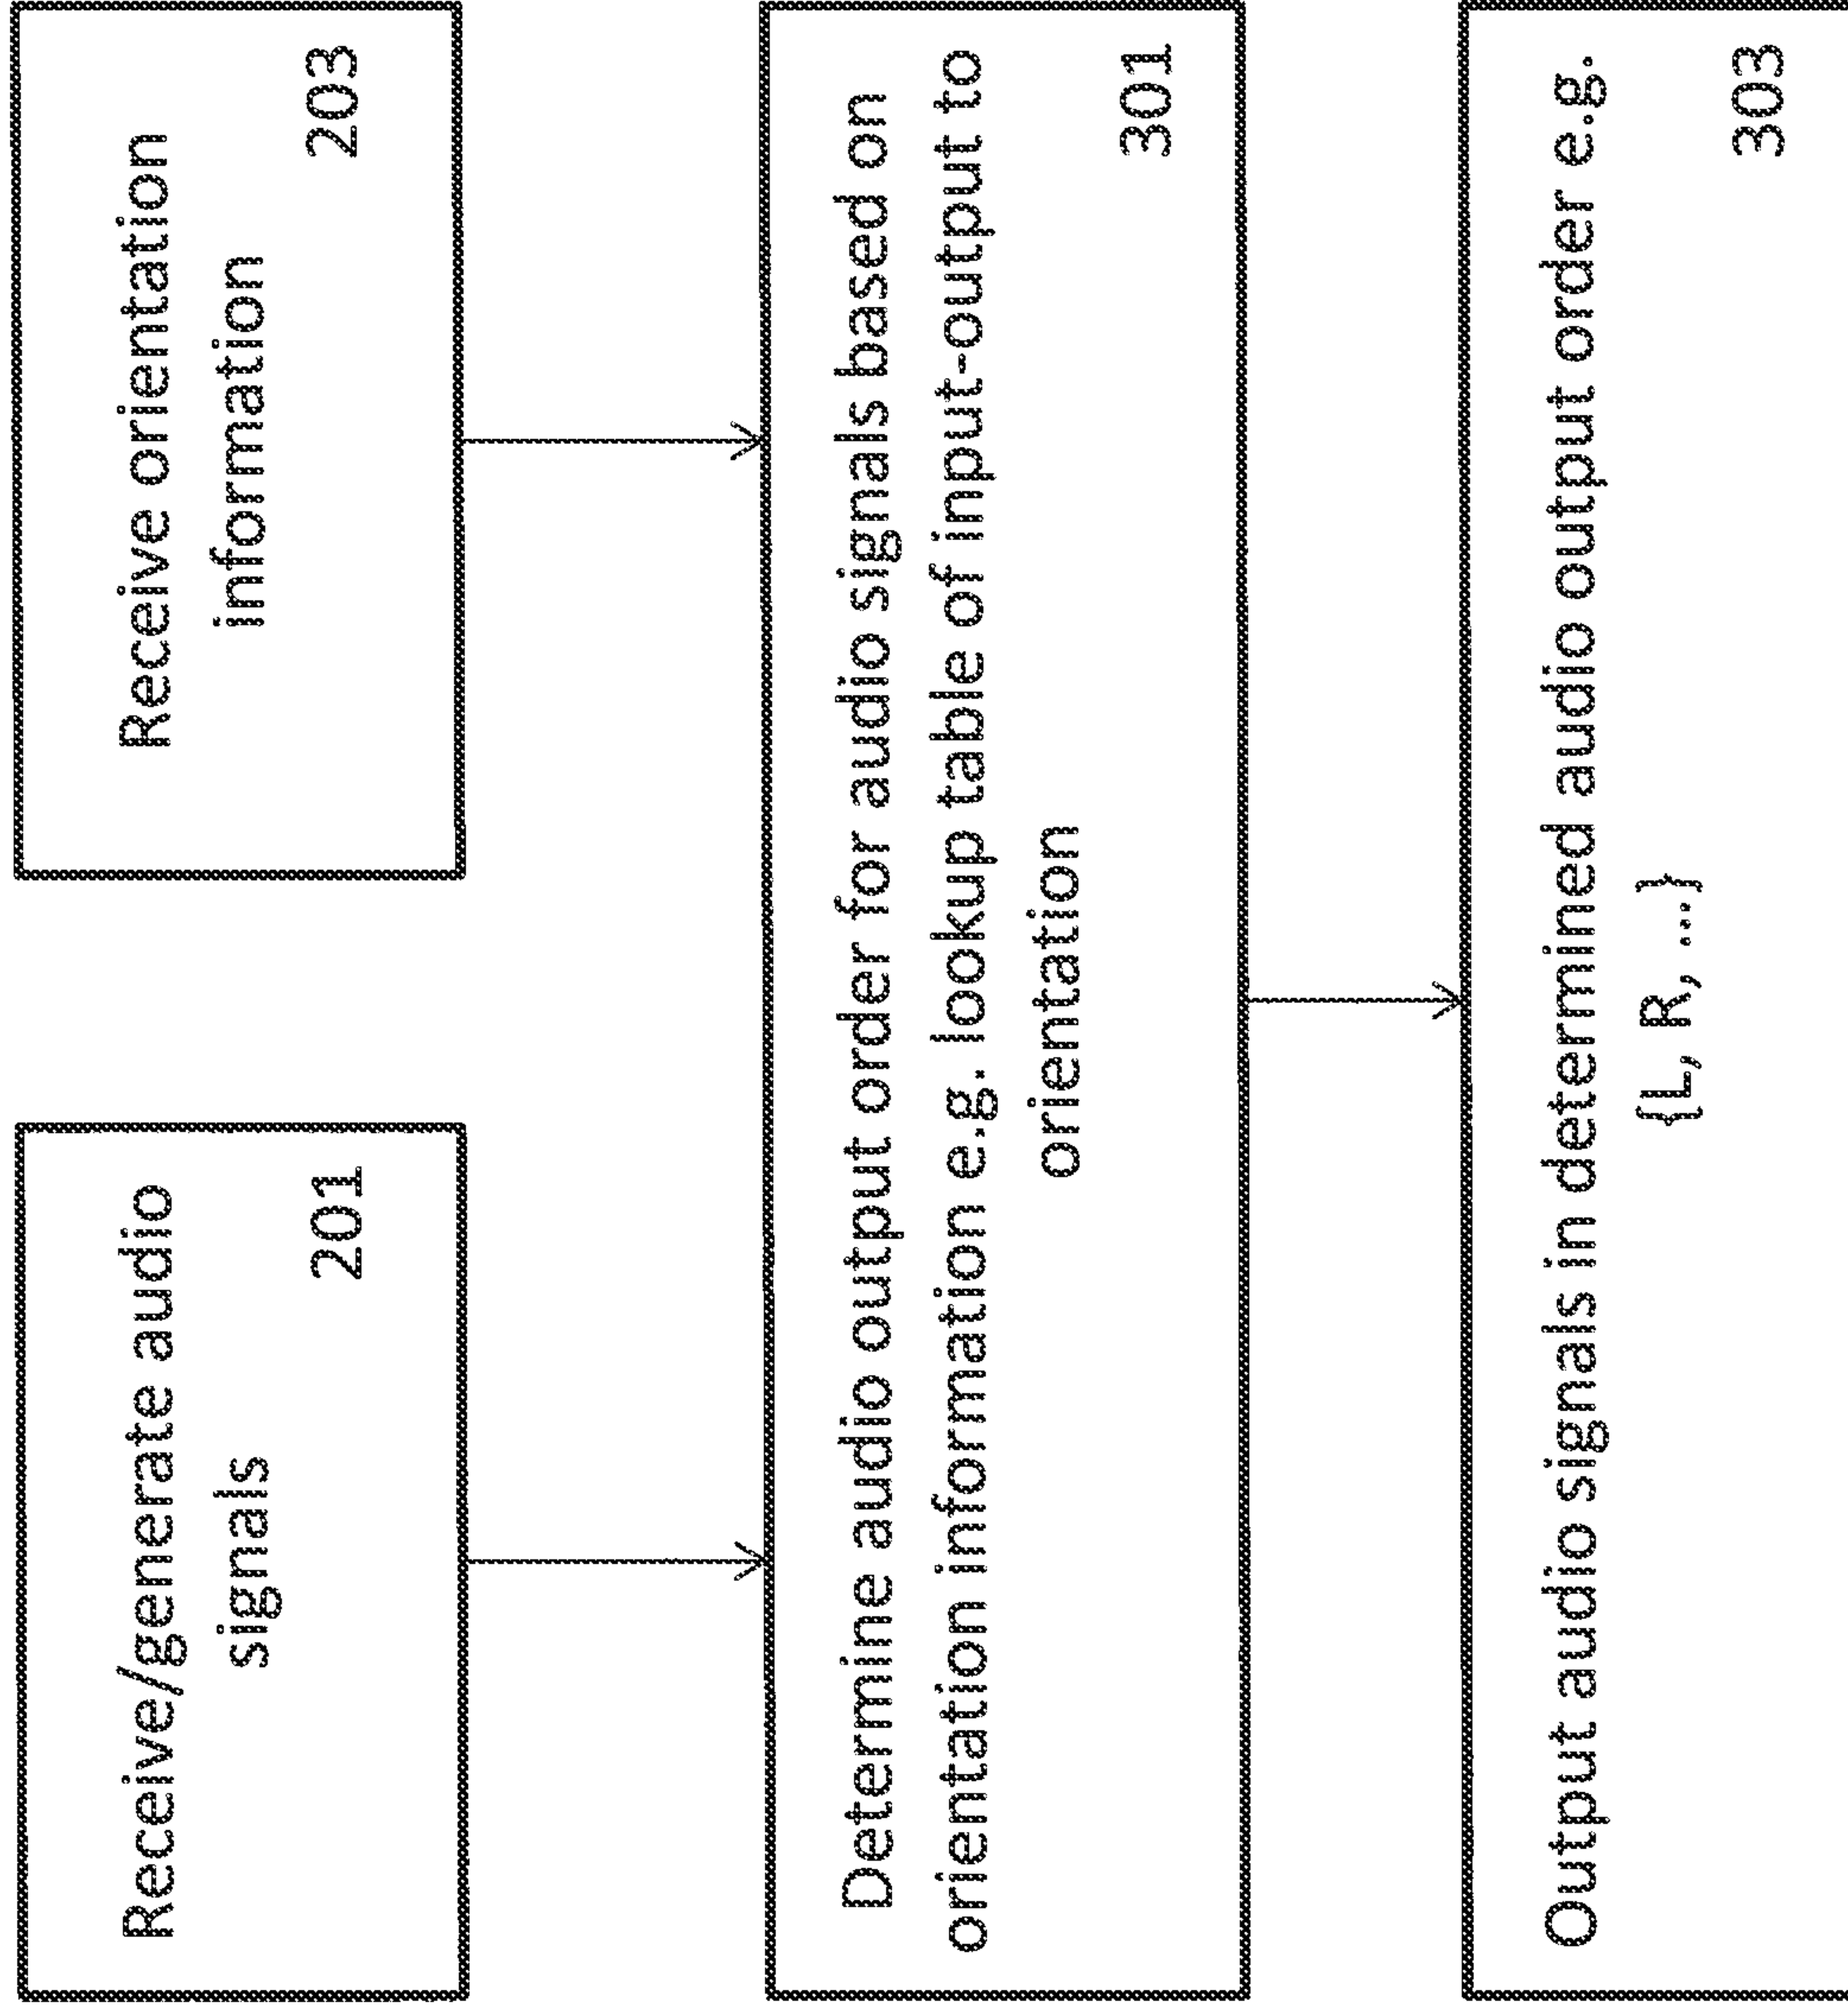 Receive/generate audio
signals
201
Receive orientation
information
203
Determine audio output order for audio signals based on
orientation information e.g. lookup table of input-output to
orientation
301
Output audio signals in determined audio output order e.g.
{L, R, ...}
303